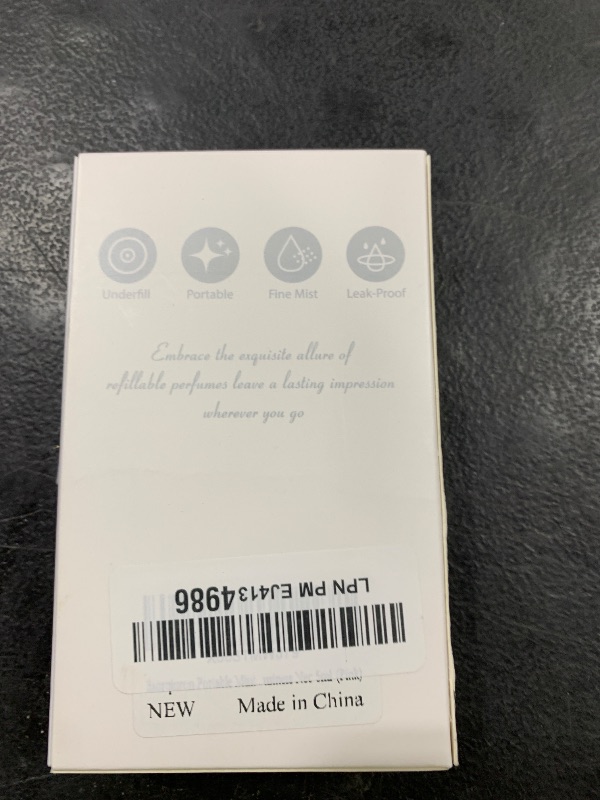 Underfill Portable Fine Mist Leak-Proof
Embrace the exquisite allure of
refillable perfumes leave a lasting impression
wherever you go
LPN PM EJ4134986
NEW Made in China